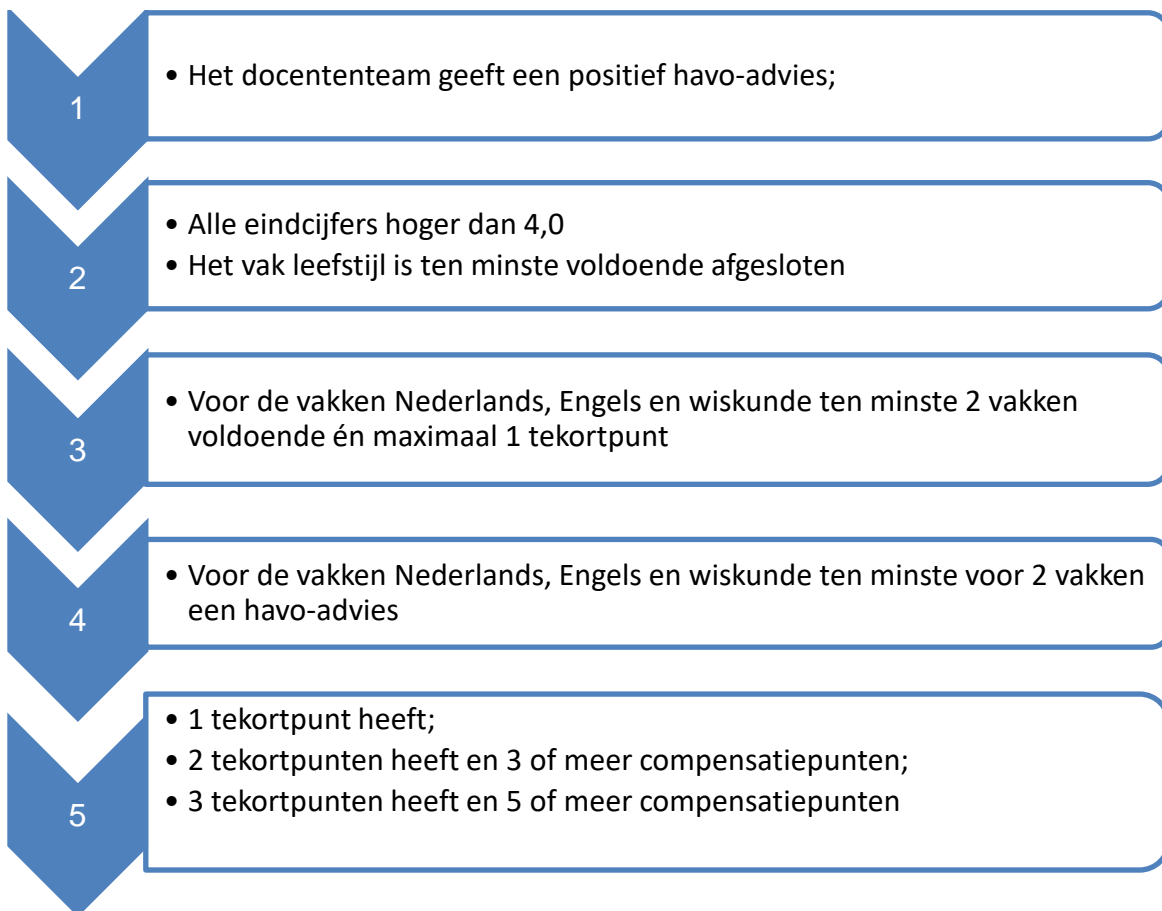 1
• Het docententeam geeft een positief havo-advies;
2
• Alle eindcijfers hoger dan 4,0
• Het vak leefstijl is ten minste voldoende afgesloten
3
• Voor de vakken Nederlands, Engels en wiskunde ten minste 2 vakken
voldoende én maximaal 1 tekortpunt
4
• Voor de vakken Nederlands, Engels en wiskunde ten minste voor 2 vakken
een havo-advies
5
• 1 tekortpunt heeft;
• 2 tekortpunten heeft en 3 of meer compensatiepunten;
• 3 tekortpunten heeft en 5 of meer compensatiepunten